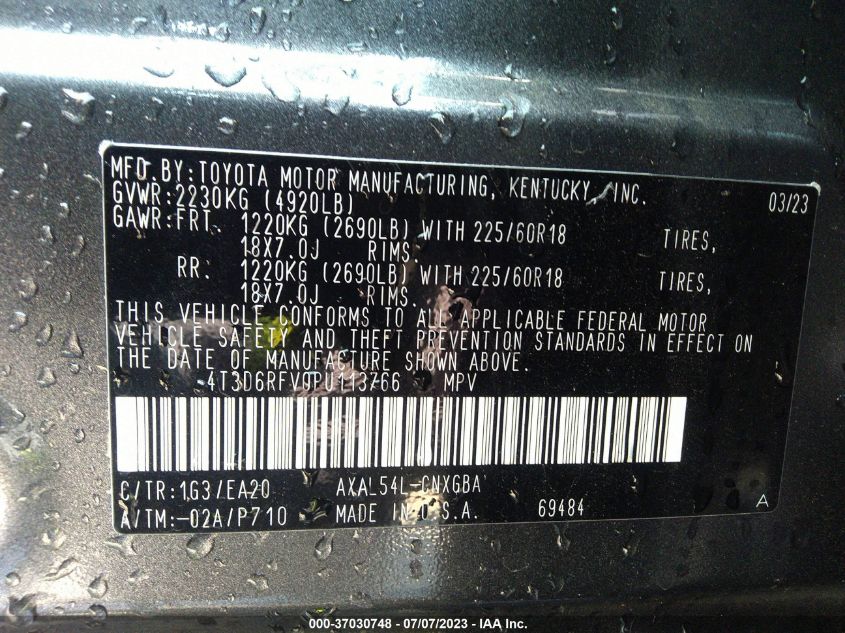 MFD.BY:TOYOTA MOTOR MANUFACTURING, KENTUCKY, INC. 03/23
GVWR:2230KG (4920LB)
GAWR:FRT. 1220KG (2690LB) WITH 225/60R18 TIRES,
18X7.0J RIMS.
RR. 1220KG (2690LB) WITH 225/60R18 TIRES,
18X7.0J RIMS.
THIS VEHICLE CONFORMS TO ALL APPLICABLE FEDERAL MOTOR
VEHICLE SAFETY AND THEFT PREVENTION STANDARDS IN EFFECT ON
THE DATE OF MANUFACTURE SHOWN ABOVE.
4T3D6RFV0PU113766 MPV
C/TR:1G3/EA20 AXAL54L-CNXGBA
A/TM:-02A/P710 MADE IN U.S.A. 69484 A
000-37030748 - 07/07/2023 - IAA Inc.